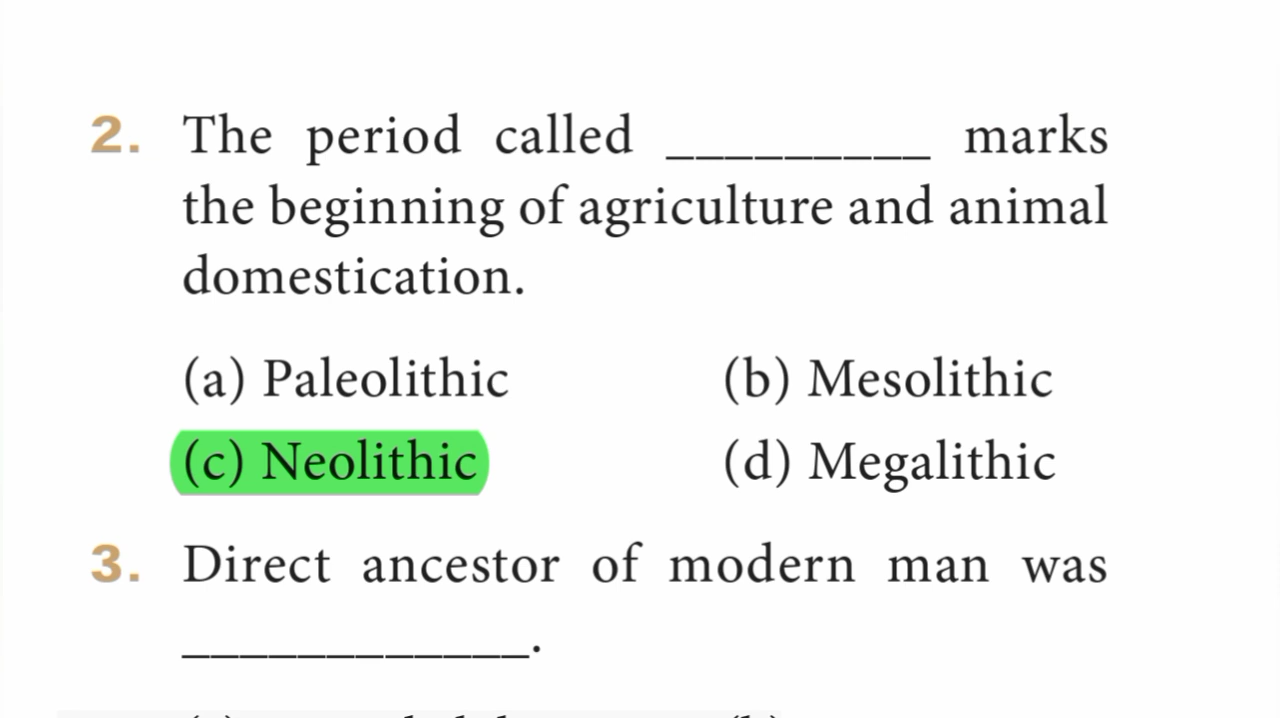 2. The period called _________ marks
the beginning of agriculture and animal
domestication.
(a) Paleolithic (b) Mesolithic
(c) Neolithic (d) Megalithic
3. Direct ancestor of modern man was
____________.